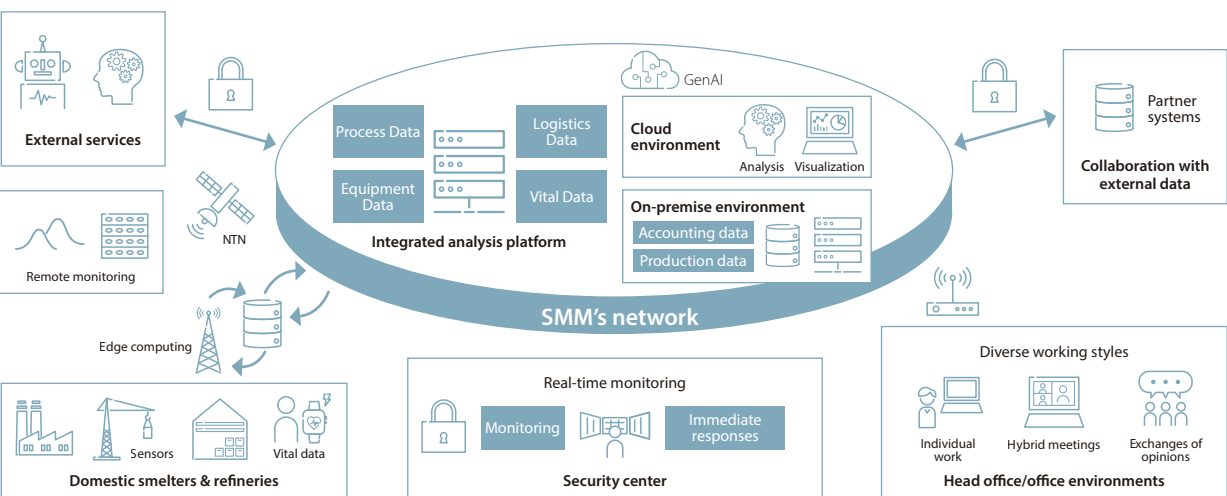 External services
Remote monitoring
NTN
Edge computing
Sensors
Vital data
Domestic smelters & refineries
GenAI
Process Data
Logistics
Data
Equipment
Data
Vital Data
Integrated analysis platform
Cloud
environment
Analysis
Visualization
On-premise environment
Accounting data
Production data
SMM's network
Real-time monitoring
Monitoring
Immediate
responses
Security center
Partner
systems
Collaboration with
external data
Diverse working styles
Individual
work
Hybrid meetings
Exchanges of
opinions
Head office/office environments